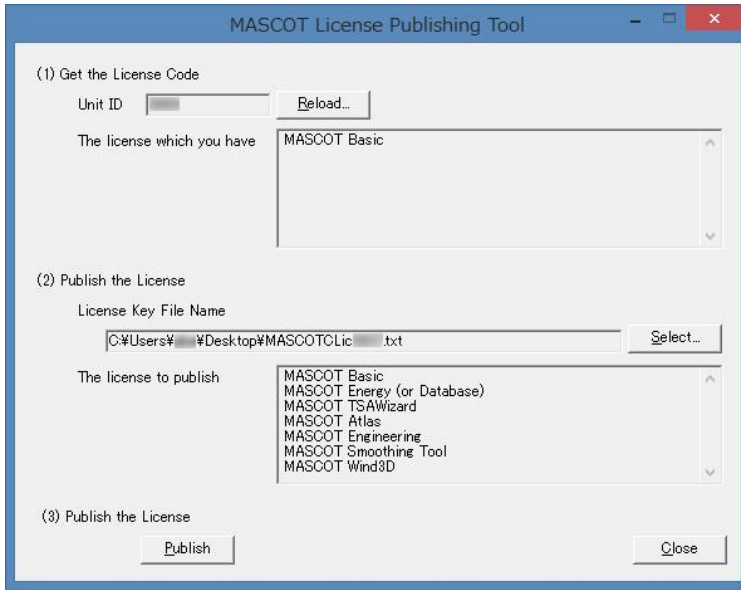 MASCOT License Publishing Tool
(1) Get the License Code
Unit ID
Reload...
The license which you have
MASCOT Basic
(2) Publish the License
License Key File Name
C:¥Users¥ ¥Desktop¥MASCOTCLic .txt
Select...
The license to publish
MASCOT Basic
MASCOT Energy (or Database)
MASCOT TSAWizard
MASCOT Atlas
MASCOT Engineering
MASCOT Smoothing Tool
MASCOT Wind3D
(3) Publish the License
Publish
Close